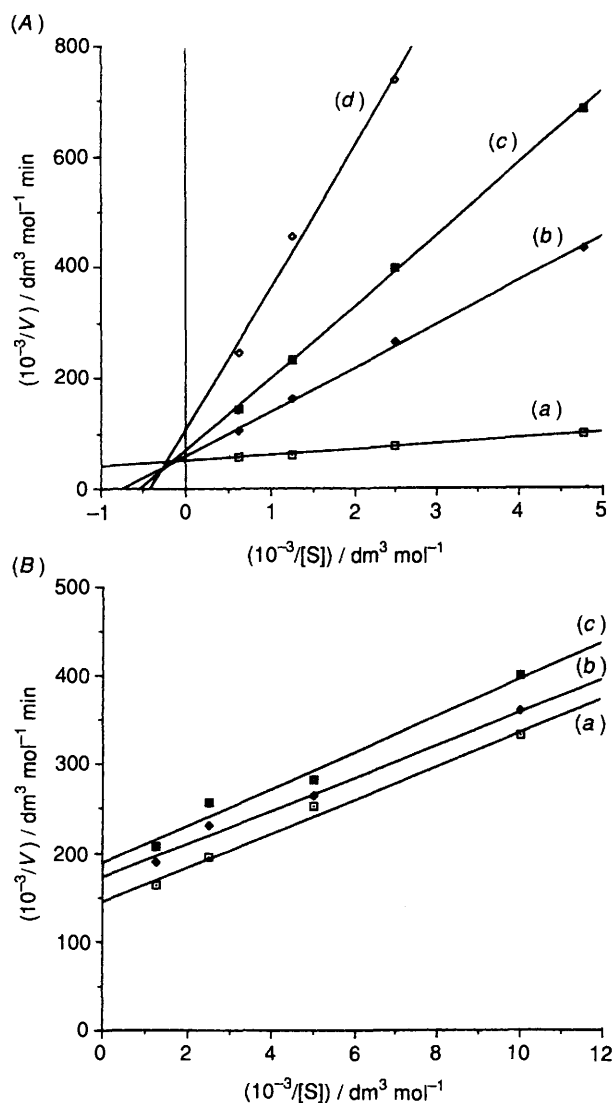 (A)
800
600
400
200
0
−1 0 1 2 3 4 5
(10⁻³/V) / dm³ mol⁻¹ min
(10⁻³/[S]) / dm³ mol⁻¹
(d)
(c)
(b)
(a)
(B)
500
400
300
200
100
0
0 2 4 6 8 10 12
(10⁻³/V) / dm³ mol⁻¹ min
(10⁻³/[S]) / dm³ mol⁻¹
(c)
(b)
(a)